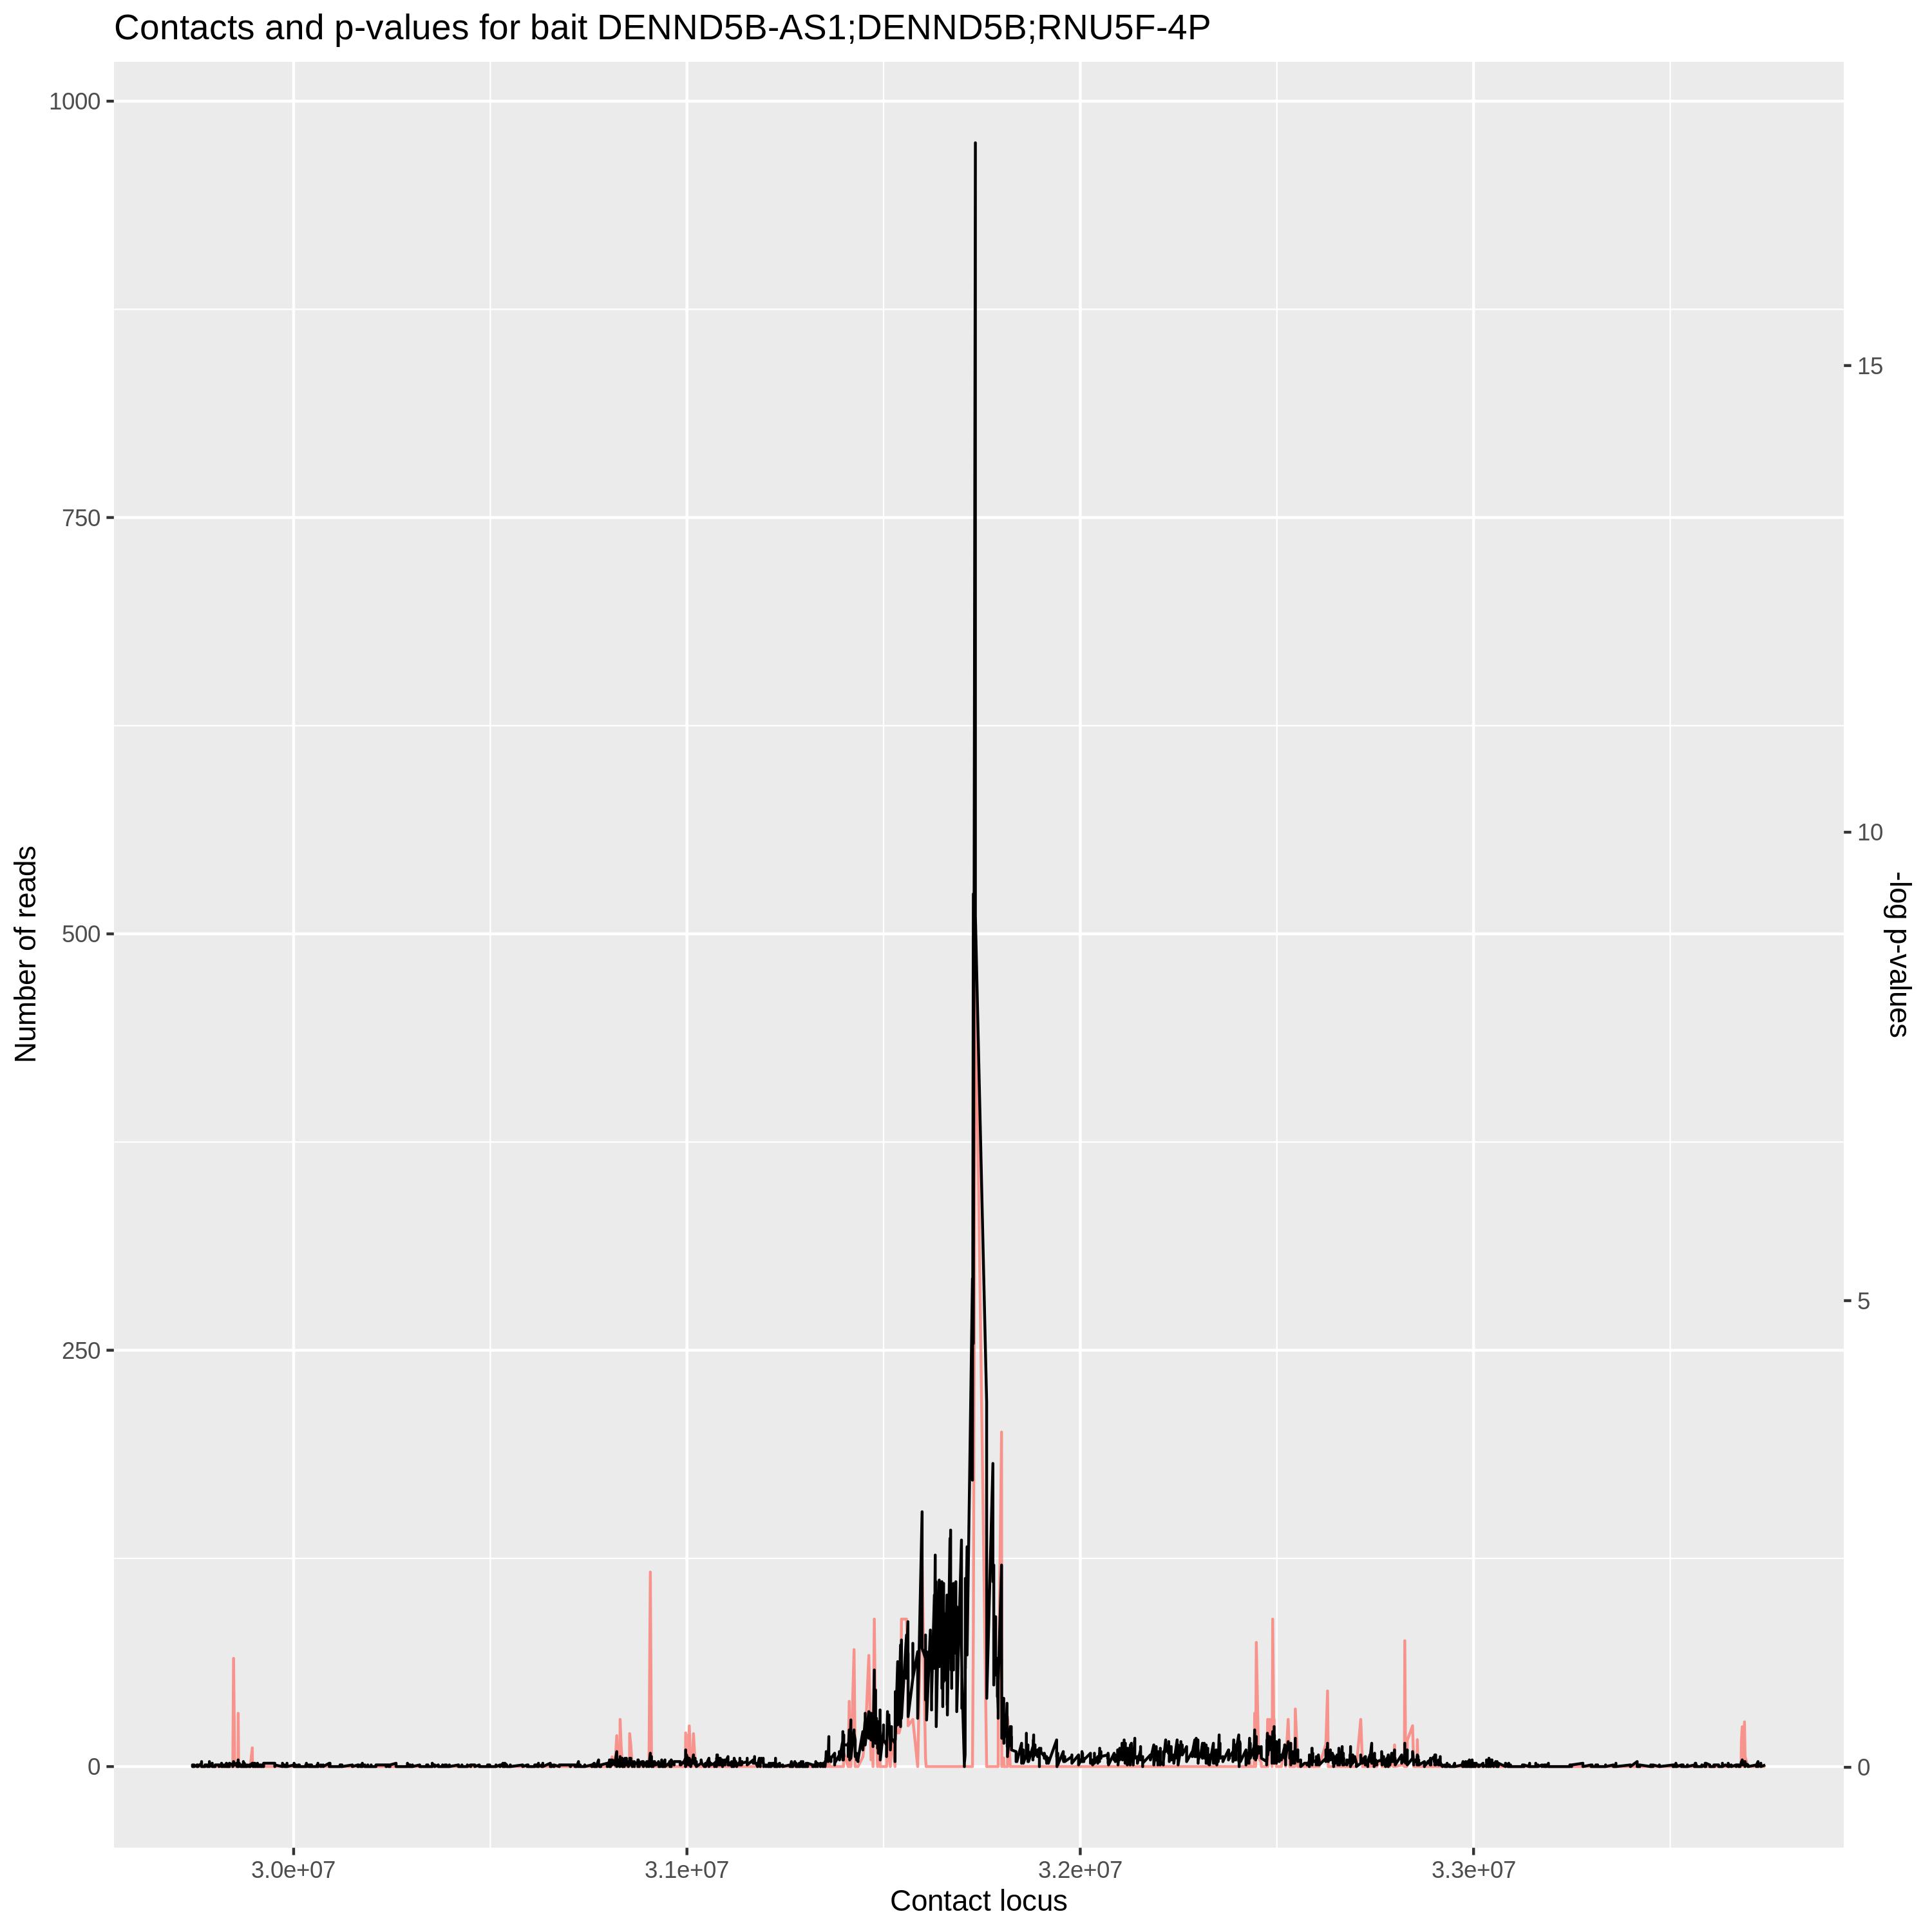 Contacts and p-values for bait DENND5B-AS1;DENND5B;RNU5F-4P
1000
750
500
250
0
Number of reads
15
10
5
0
-log p-values
3.0e+07
3.1e+07
3.2e+07
3.3e+07
Contact locus